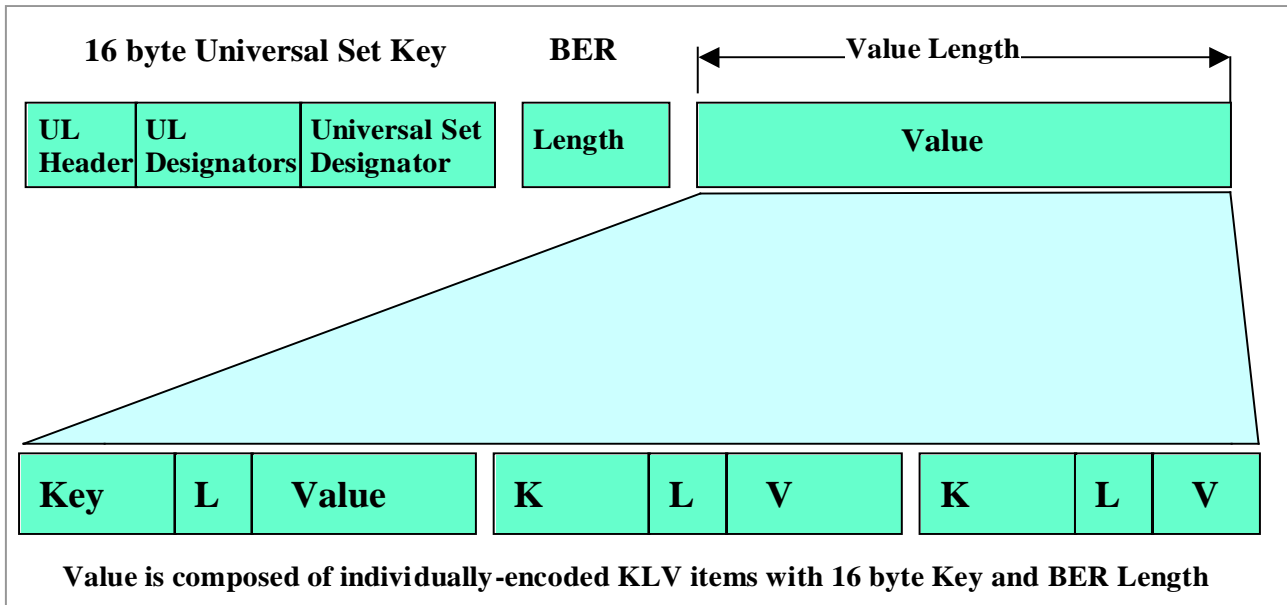 16 byte Universal Set Key BER Value Length
UL Header UL Designators Universal Set Designator Length Value
Key L Value K L V K L V
Value is composed of individually-encoded KLV items with 16 byte Key and BER Length